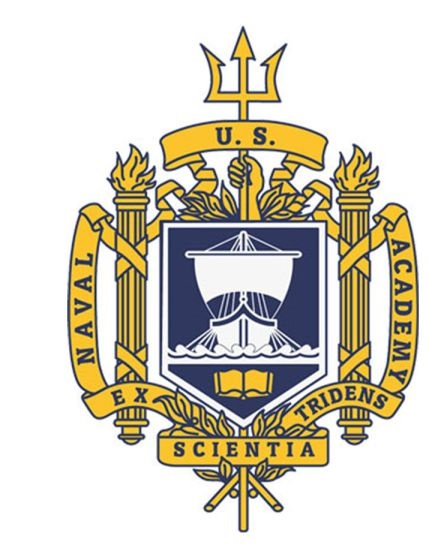 U. S.
NAVAL
ACADEMY
EX
SCIENTIA
TRIDENS